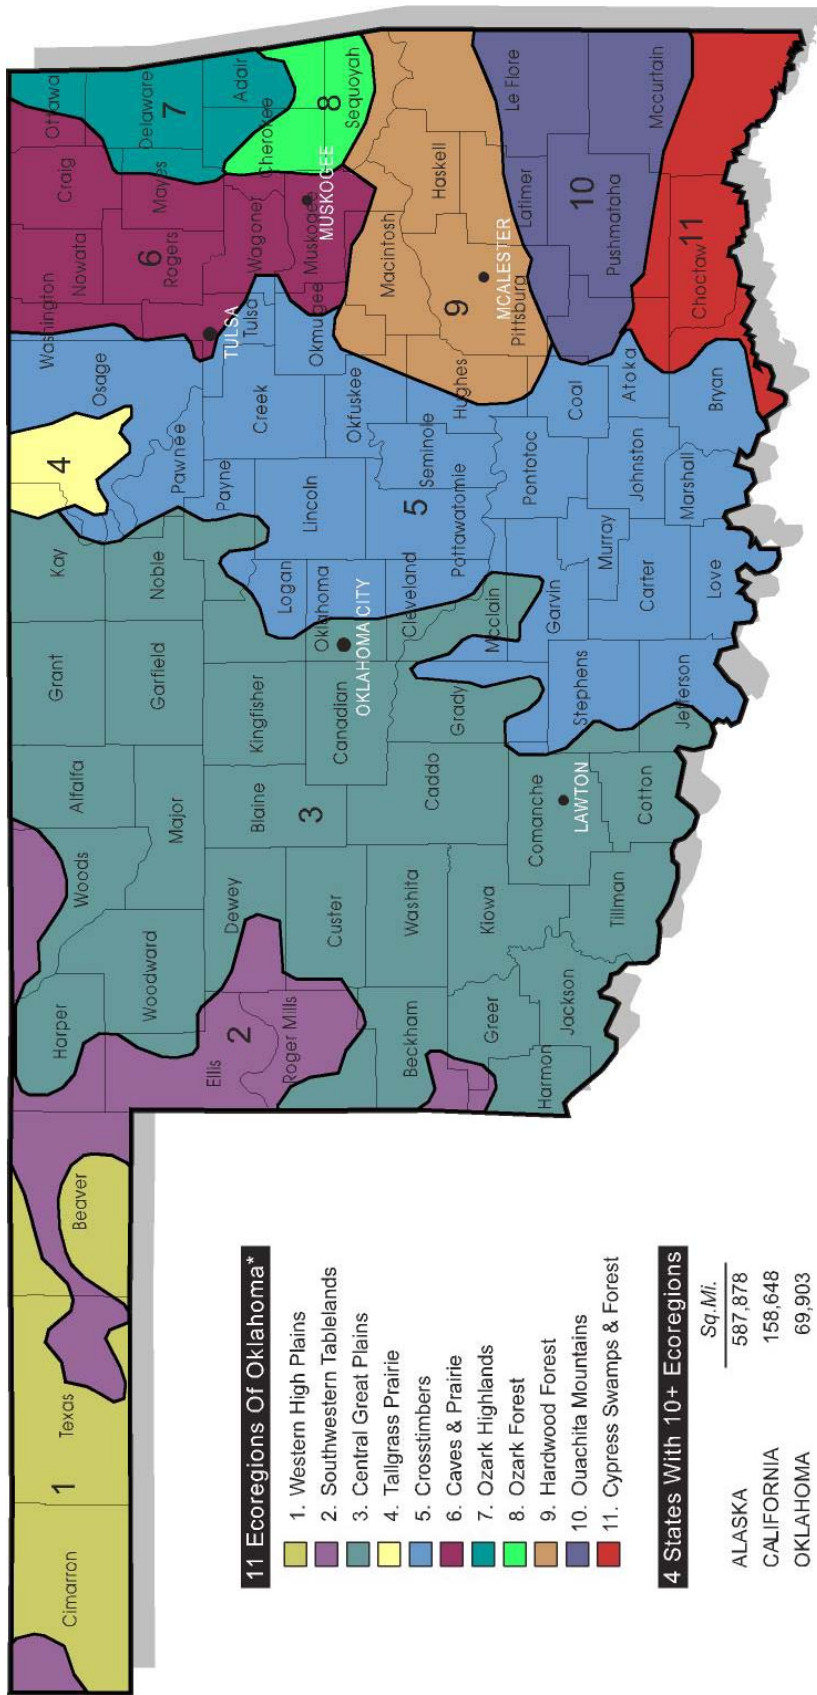 Cimarron
Texas
Beaver
1
Harper
Woods
Alfalfa
Grant
Kay
4
Osage
Washington
Nowata
Craig
Ottawa
Ellis
Woodward
Major
Garfield
Noble
Pawnee
6
Rogers
Mayes
Delaware
7
2
Roger Mills
Dewey
Blaine
Kingfisher
Logan
Payne
Creek
TULSA
Tulsa
Wagoner
Cherokee
Adair
Custer
3
Canadian
Oklahoma
OKLAHOMA CITY
Lincoln
Okfuskee
Okmugee
Muskogee
MUSKOGEE
8
Sequoyah
Beckham
Washita
Caddo
Grady
Cleveland
Pottawatomie
5
Seminole
Hughes
Macintosh
9
Haskell
Greer
Kiowa
Mcclain
Pontotoc
Pittsburg
MCALESTER
Latimer
Le Flore
Harmon
Jackson
Comanche
LAWTON
Stephens
Garvin
Murray
Coal
10
Pushmataha
Tillman
Cotton
Jefferson
Carter
Johnston
Atoka
Mccurtain
Love
Marshall
Bryan
Choctaw
11
11 Ecoregions Of Oklahoma*
1. Western High Plains
2. Southwestern Tablelands
3. Central Great Plains
4. Tallgrass Prairie
5. Crosstimbers
6. Caves & Prairie
7. Ozark Highlands
8. Ozark Forest
9. Hardwood Forest
10. Ouachita Mountains
11. Cypress Swamps & Forest
4 States With 10+ Ecoregions
Sq.Mi.
ALASKA 587,878
CALIFORNIA 158,648
OKLAHOMA 69,903